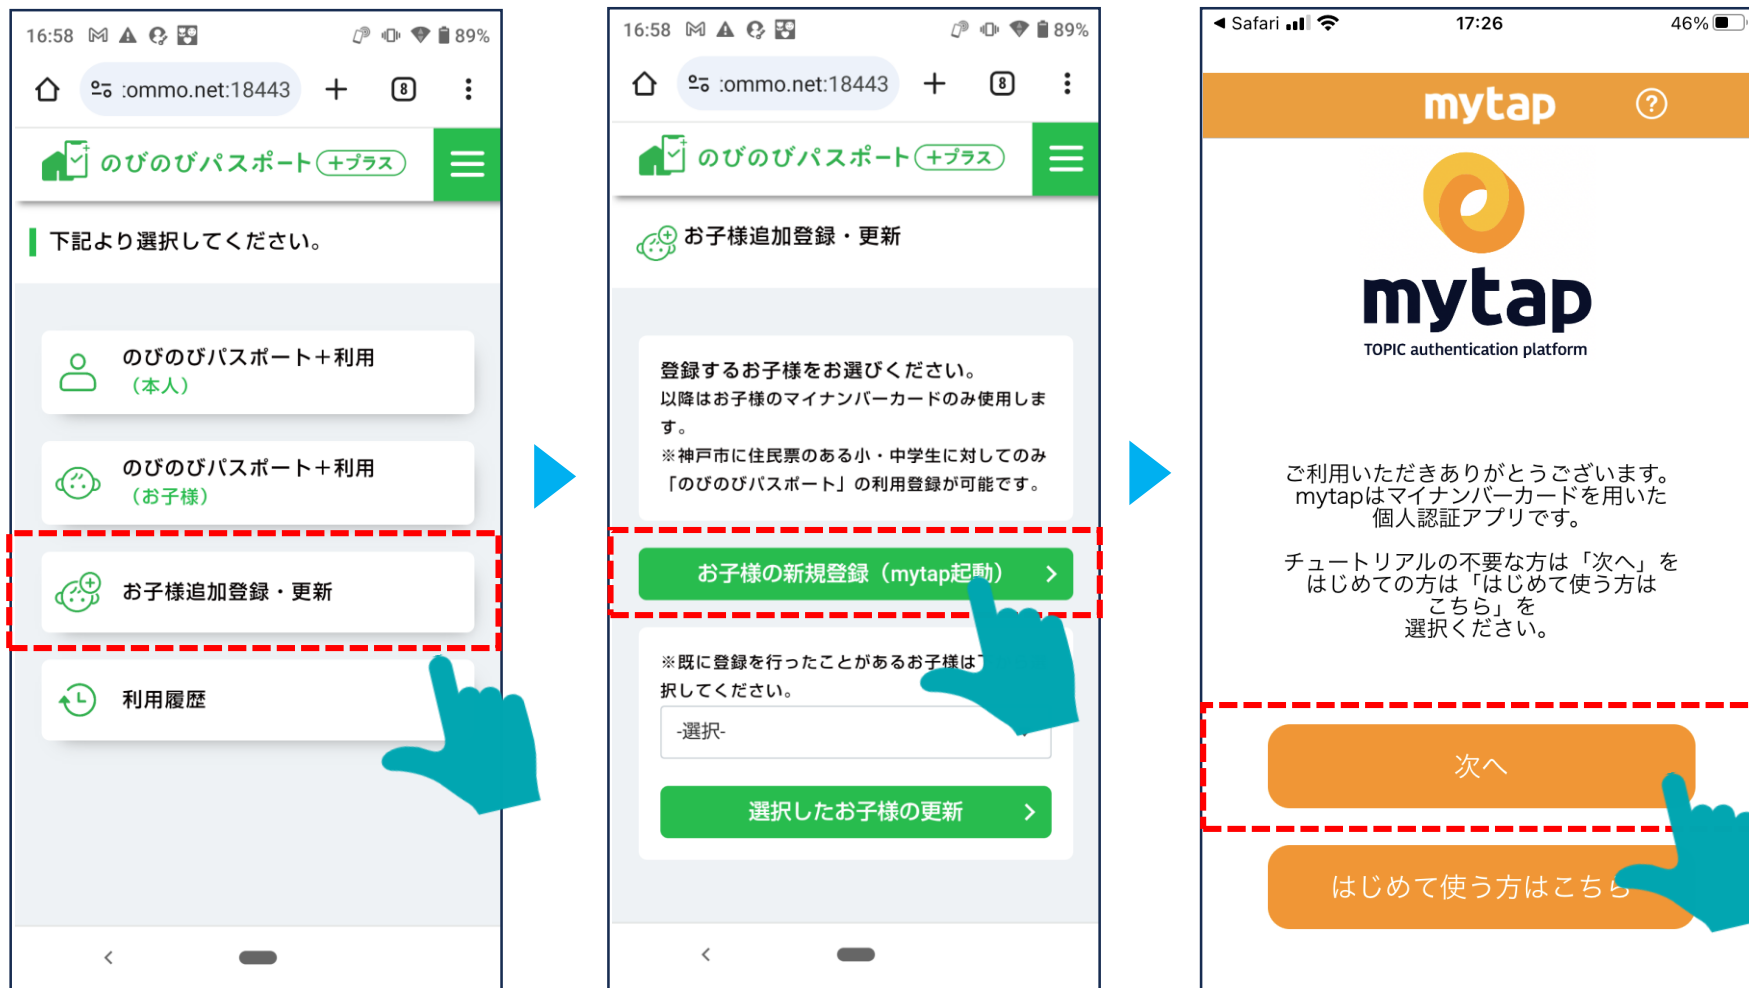 16:58
89%
:ommo.net:18443
8
のびのびパスポート +プラス
下記より選択してください。
のびのびパスポート+利用
（本人）
のびのびパスポート+利用
（お子様）
お子様追加登録・更新
利用履歴
16:58
89%
:ommo.net:18443
8
のびのびパスポート +プラス
お子様追加登録・更新
登録するお子様をお選びください。
以降はお子様のマイナンバーカードのみ使用しま
す。
※神戸市に住民票のある小・中学生に対してのみ
「のびのびパスポート」の利用登録が可能です。
お子様の新規登録（mytap起動）
※既に登録を行ったことがあるお子様は
択してください。
-選択-
選択したお子様の更新
Safari
17:26
46%
mytap
?
mytap
TOPIC authentication platform
ご利用いただきありがとうございます。
mytapはマイナンバーカードを用いた
個人認証アプリです。
チュートリアルの不要な方は「次へ」を
はじめての方は「はじめて使う方は
こちら」を
選択ください。
次へ
はじめて使う方はこちら